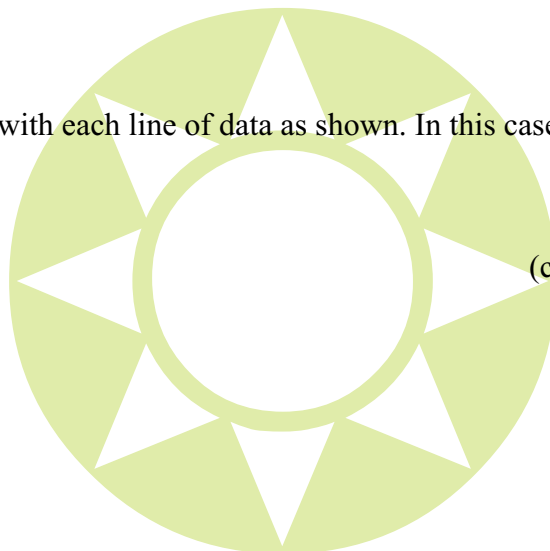 with each line of data as shown. In this case
(c